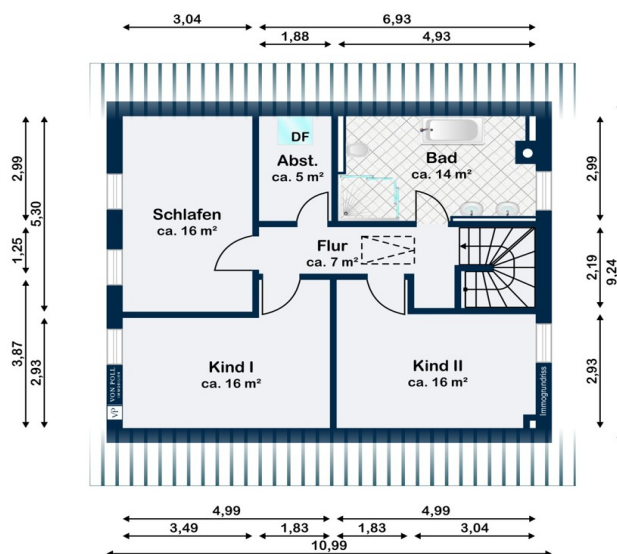 3,04
6,93
1,88
4,93
DF
Abst.
ca. 5 m²
Bad
ca. 14 m²
Schlafen
ca. 16 m²
Flur
ca. 7 m²
Kind I
ca. 16 m²
Kind II
ca. 16 m²
2,99
5,30
1,25
3,87
2,93
2,99
2,19
9,24
2,93
VON POLL
IMMOBILIEN
VP
Immogrundriss
4,99
4,99
3,49
1,83
1,83
3,04
10,99